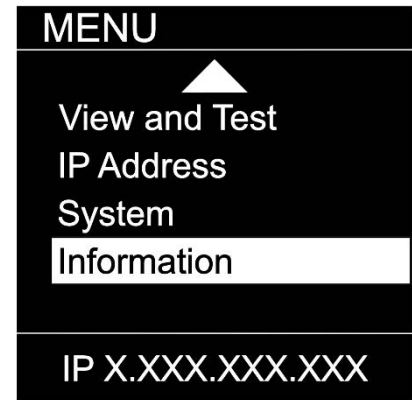 MENU
View and Test
IP Address
System
Information
IP X.XXX.XXX.XXX